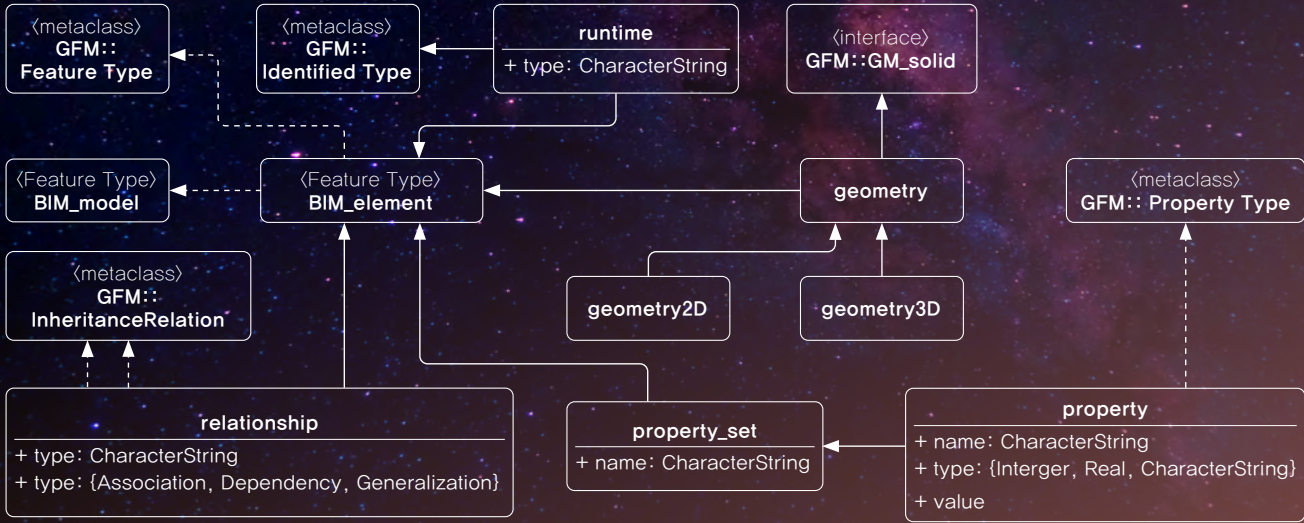 〈metaclass〉
GFM::
Feature Type
〈metaclass〉
GFM::
Identified Type
runtime
+ type: CharacterString
〈interface〉
GFM::GM_solid
〈Feature Type〉
BIM_model
〈Feature Type〉
BIM_element
geometry
〈metaclass〉
GFM:: Property Type
〈metaclass〉
GFM::
InheritanceRelation
geometry2D
geometry3D
relationship
+ type: CharacterString
+ type: {Association, Dependency, Generalization}
property_set
+ name: CharacterString
property
+ name: CharacterString
+ type: {Interger, Real, CharacterString}
+ value